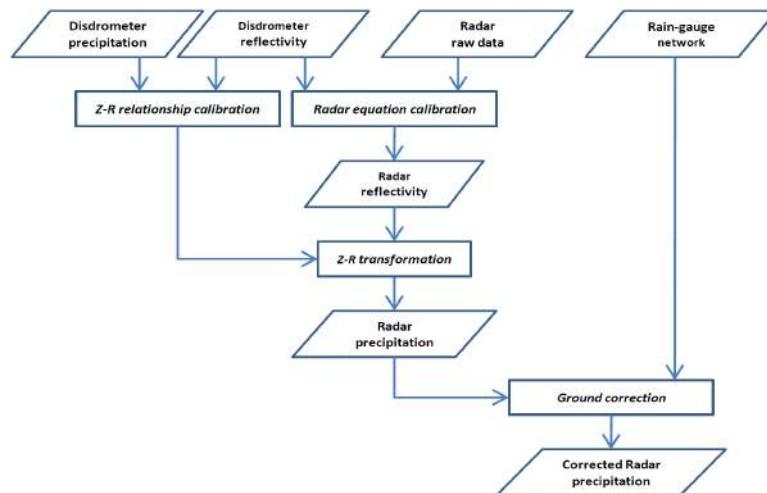 Disdrometer
precipitation
Disdrometer
reflectivity
Radar
raw data
Rain-gauge
network
Z-R relationship calibration
Radar equation calibration
Radar
reflectivity
Z-R transformation
Radar
precipitation
Ground correction
Corrected Radar
precipitation